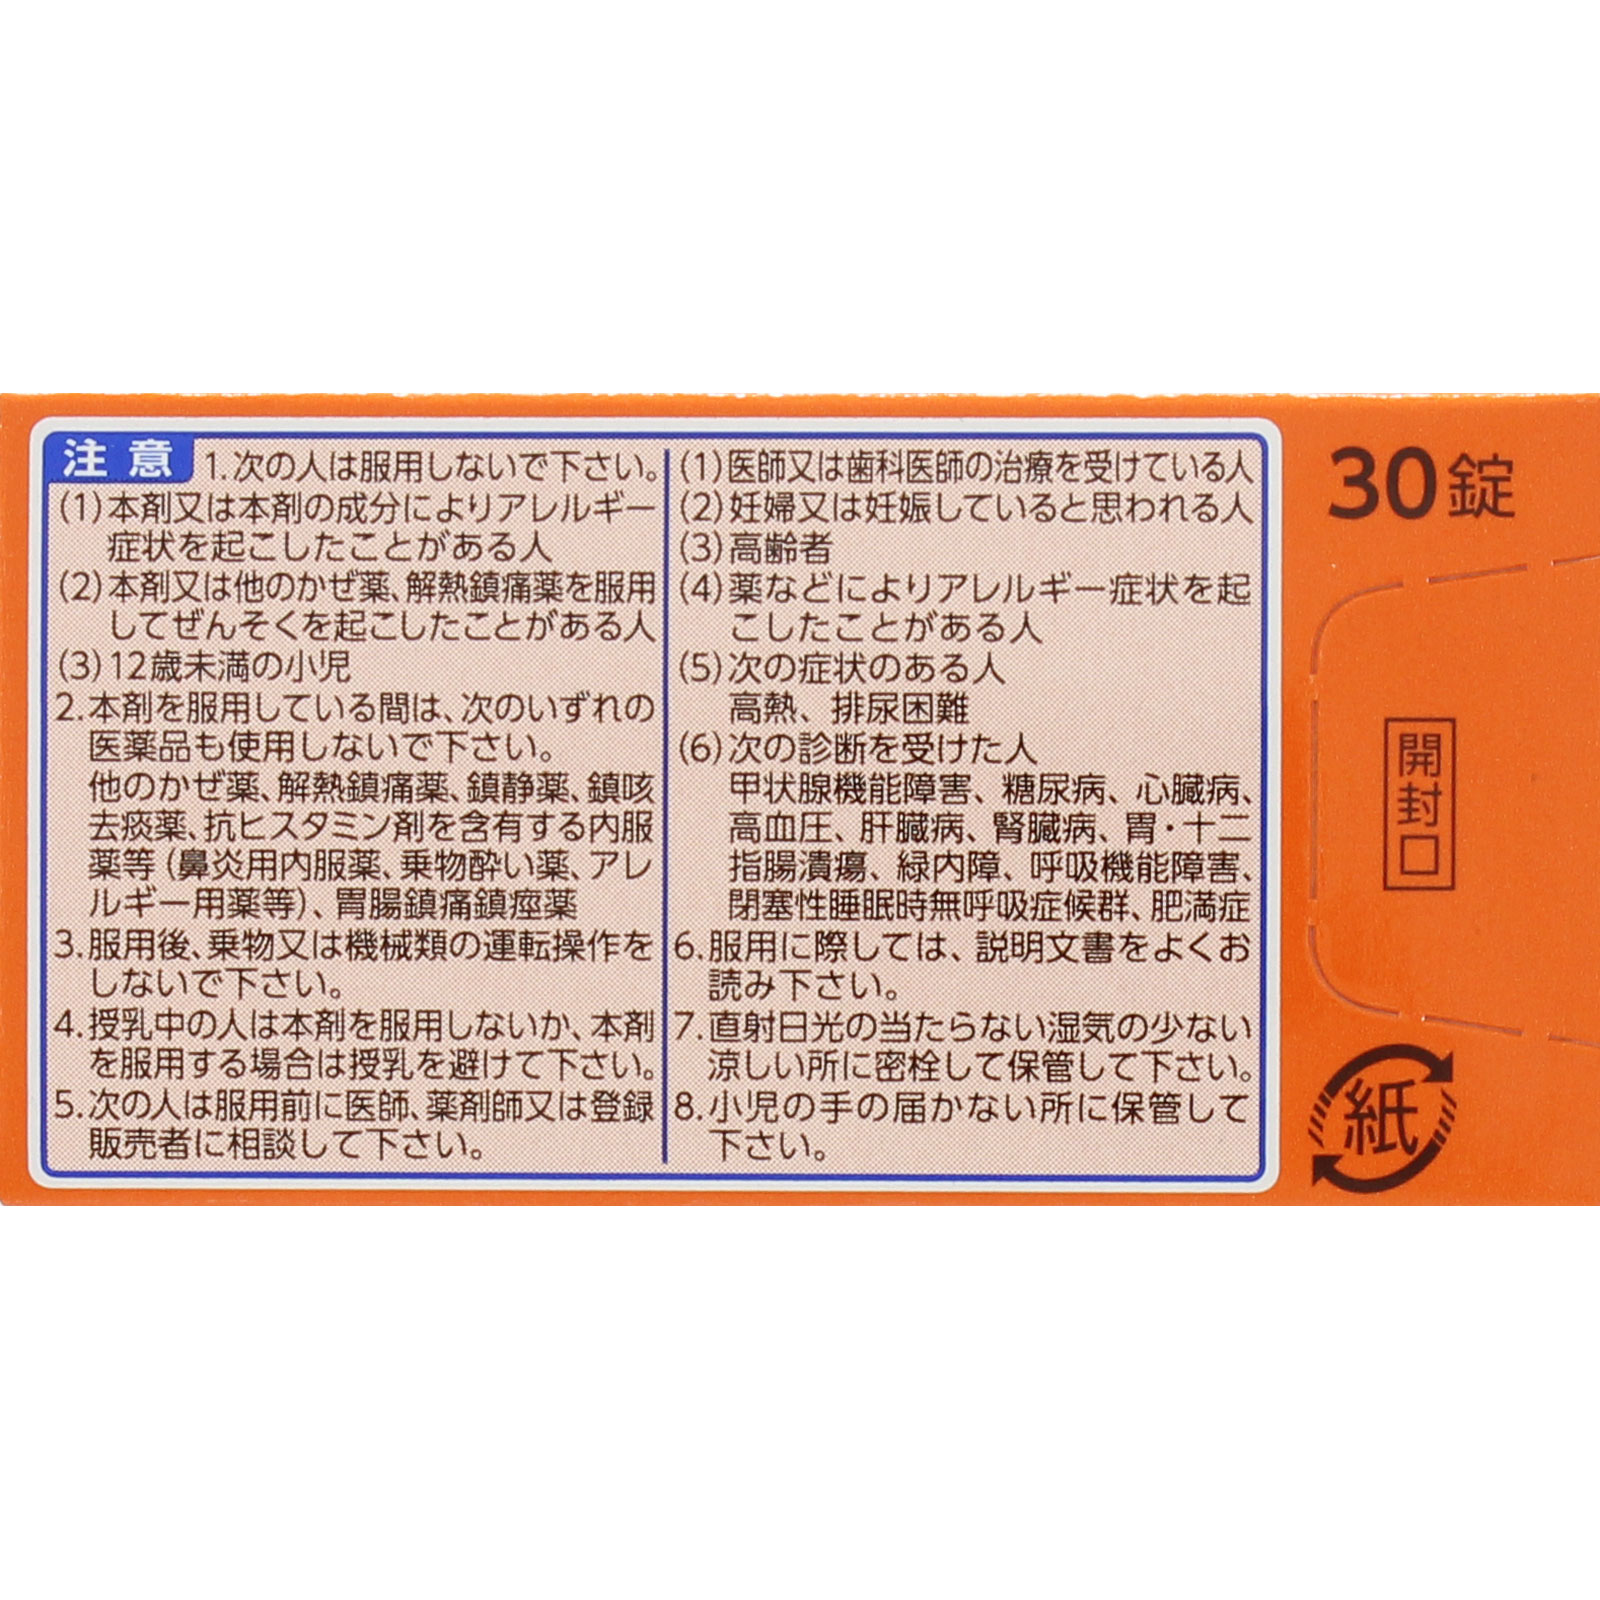 注意 1.次の人は服用しないで下さい。
(1)本剤又は本剤の成分によりアレルギー
症状を起こしたことがある人
(2)本剤又は他のかぜ薬、解熱鎮痛薬を服用
してぜんそくを起こしたことがある人
(3)12歳未満の小児
2.本剤を服用している間は、次のいずれの
医薬品も使用しないで下さい。
他のかぜ薬、解熱鎮痛薬、鎮静薬、鎮咳
去痰薬、抗ヒスタミン剤を含有する内服
薬等(鼻炎用内服薬、乗物酔い薬、アレ
ルギー用薬等)、胃腸鎮痛鎮痙薬
3.服用後、乗物又は機械類の運転操作を
しないで下さい。
4.授乳中の人は本剤を服用しないか、本剤
を服用する場合は授乳を避けて下さい。
5.次の人は服用前に医師、薬剤師又は登録
販売者に相談して下さい。
(1)医師又は歯科医師の治療を受けている人
(2)妊婦又は妊娠していると思われる人
(3)高齢者
(4)薬などによりアレルギー症状を起
こしたことがある人
(5)次の症状のある人
高熱、排尿困難
(6)次の診断を受けた人
甲状腺機能障害、糖尿病、心臓病、
高血圧、肝臓病、腎臓病、胃・十二
指腸潰瘍、緑内障、呼吸機能障害、
閉塞性睡眠時無呼吸症候群、肥満症
6.服用に際しては、説明文書をよくお
読み下さい。
7.直射日光の当たらない湿気の少ない
涼しい所に密栓して保管して下さい。
8.小児の手の届かない所に保管して
下さい。
30錠
開封口
紙